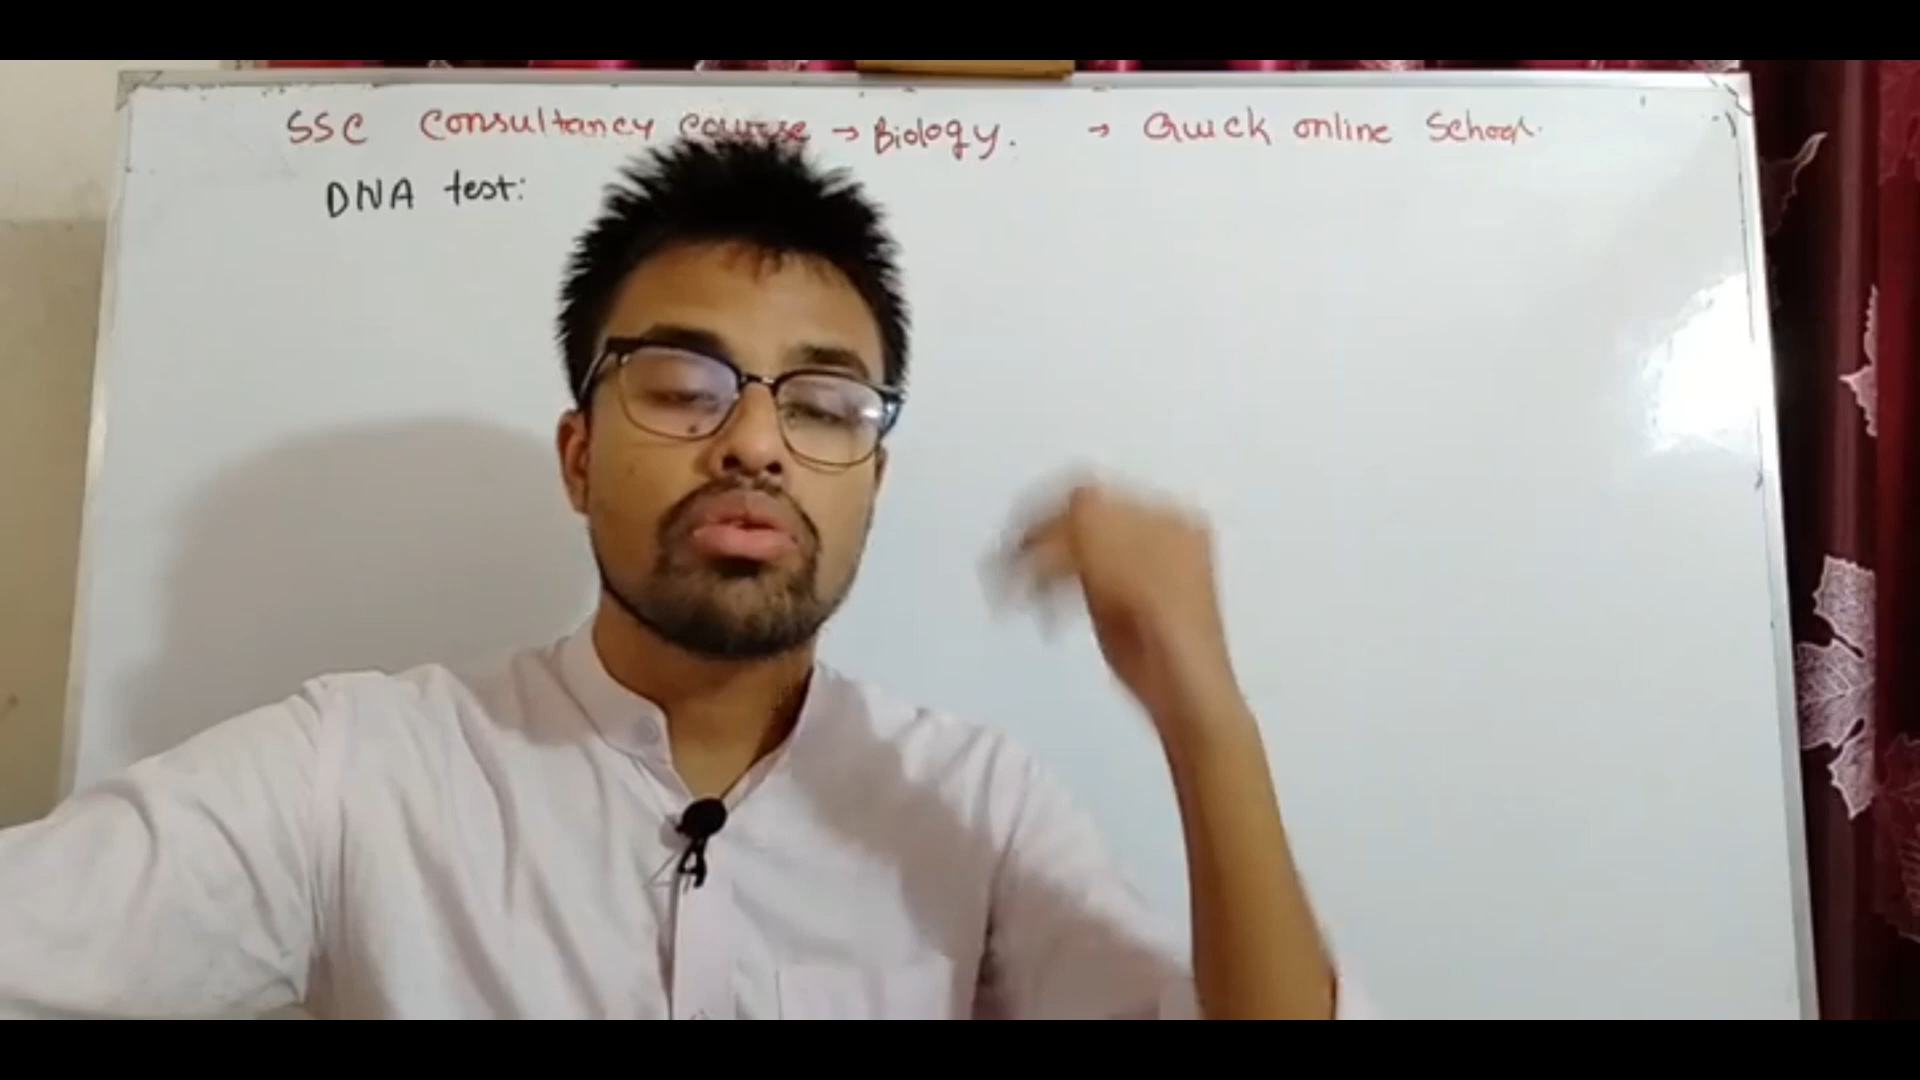 SSC Consultancy course → Biology. → Quick online School.
DNA test: